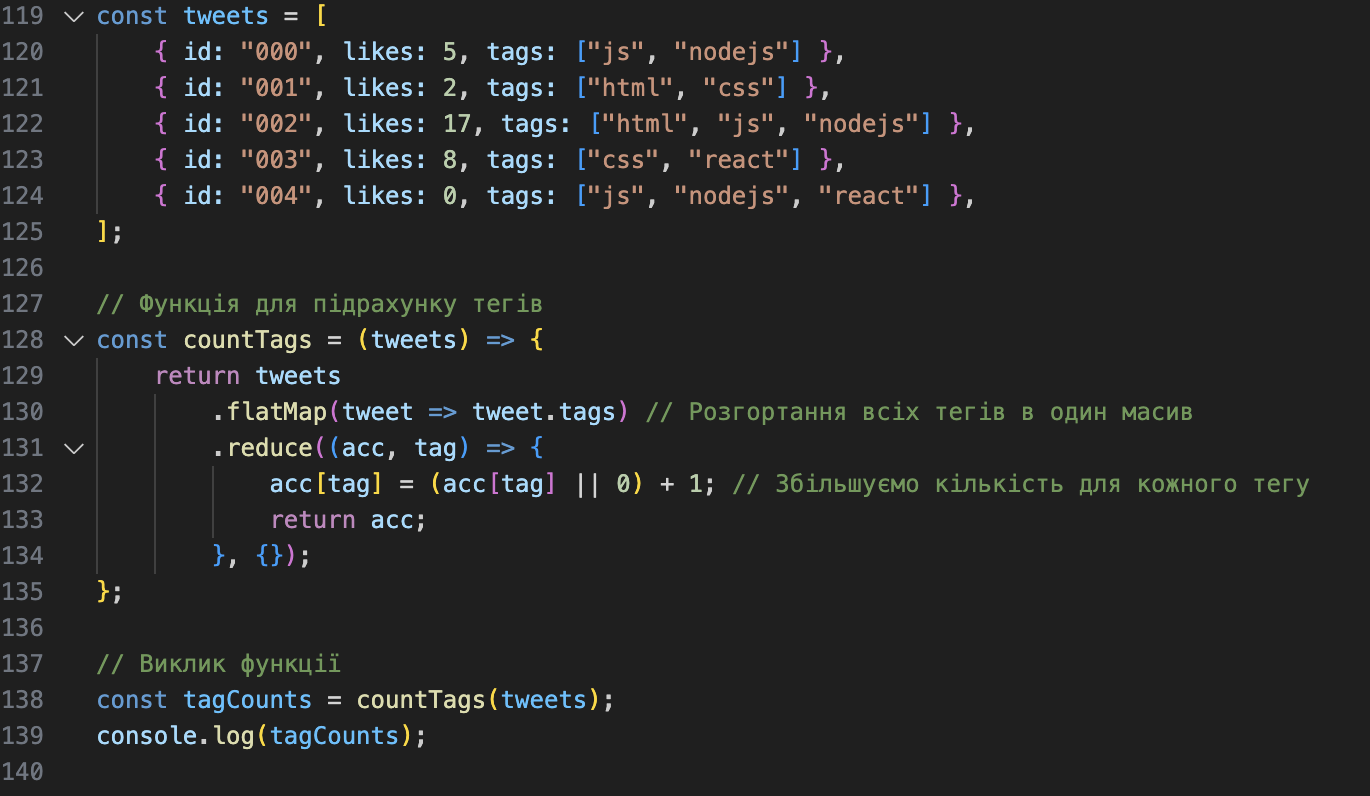 119 const tweets = [
120     { id: "000", likes: 5, tags: ["js", "nodejs"] },
121     { id: "001", likes: 2, tags: ["html", "css"] },
122     { id: "002", likes: 17, tags: ["html", "js", "nodejs"] },
123     { id: "003", likes: 8, tags: ["css", "react"] },
124     { id: "004", likes: 0, tags: ["js", "nodejs", "react"] },
125 ];
126
127 // Функція для підрахунку тегів
128 const countTags = (tweets) => {
129     return tweets
130         .flatMap(tweet => tweet.tags) // Розгортання всіх тегів в один масив
131         .reduce((acc, tag) => {
132             acc[tag] = (acc[tag] || 0) + 1; // Збільшуємо кількість для кожного тегу
133             return acc;
134         }, {});
135 };
136
137 // Виклик функції
138 const tagCounts = countTags(tweets);
139 console.log(tagCounts);
140